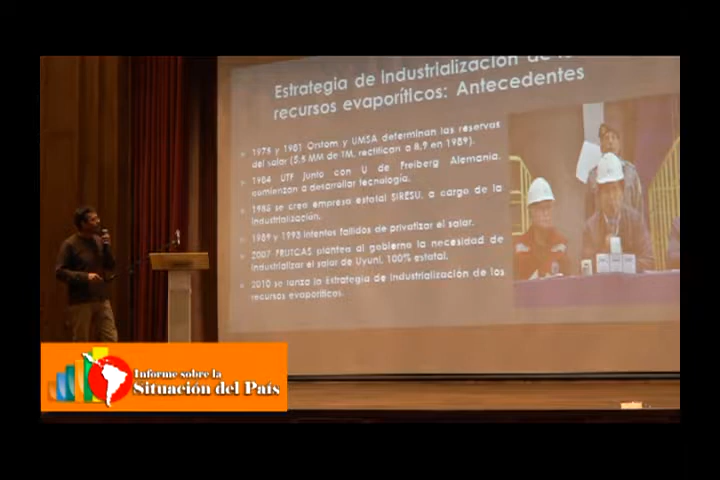 Estrategia de industrialización de los
recursos evaporíticos: Antecedentes
1975 y 1981 Orstom y UMSA determinan las reservas
del salar (5.5 MM de TM, rectifican a 8,9 en 1989).
1984 UTF junto con U de Freiberg Alemania,
comienzan a desarrollar tecnología.
1985 se crea empresa estatal SIRESU, a cargo de la
industrialización.
1989 y 1993 intentos fallidos de privatizar el salar.
2007 FRUTCAS plantea al gobierno la necesidad de
industrializar el salar de Uyuni, 100% estatal.
2010 se lanza la Estrategia de Industrialización de los
recursos evaporíticos.
Informe sobre la
Situación del País